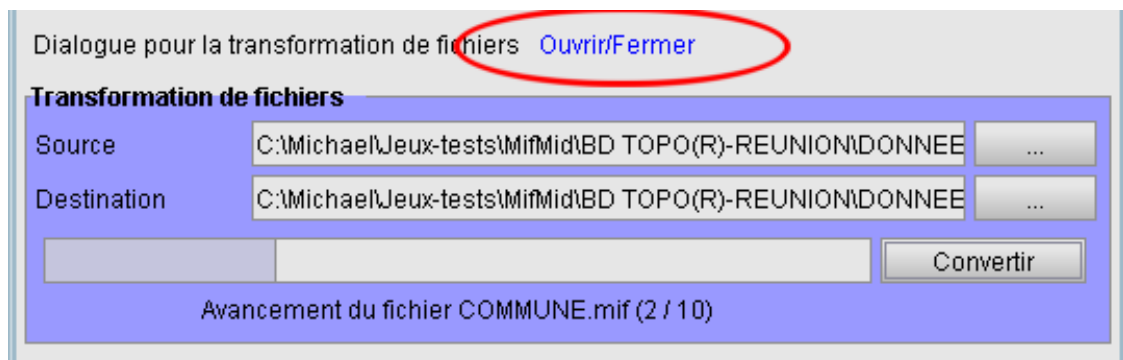 Dialogue pour la transformation de fichiers Ouvrir/Fermer
Transformation de fichiers
Source C:\Michael\Jeux-tests\MifMid\BD TOPO(R)-REUNION\DONNEE ...
Destination C:\Michael\Jeux-tests\MifMid\BD TOPO(R)-REUNION\DONNEE ...
Convertir
Avancement du fichier COMMUNE.mif (2 / 10)